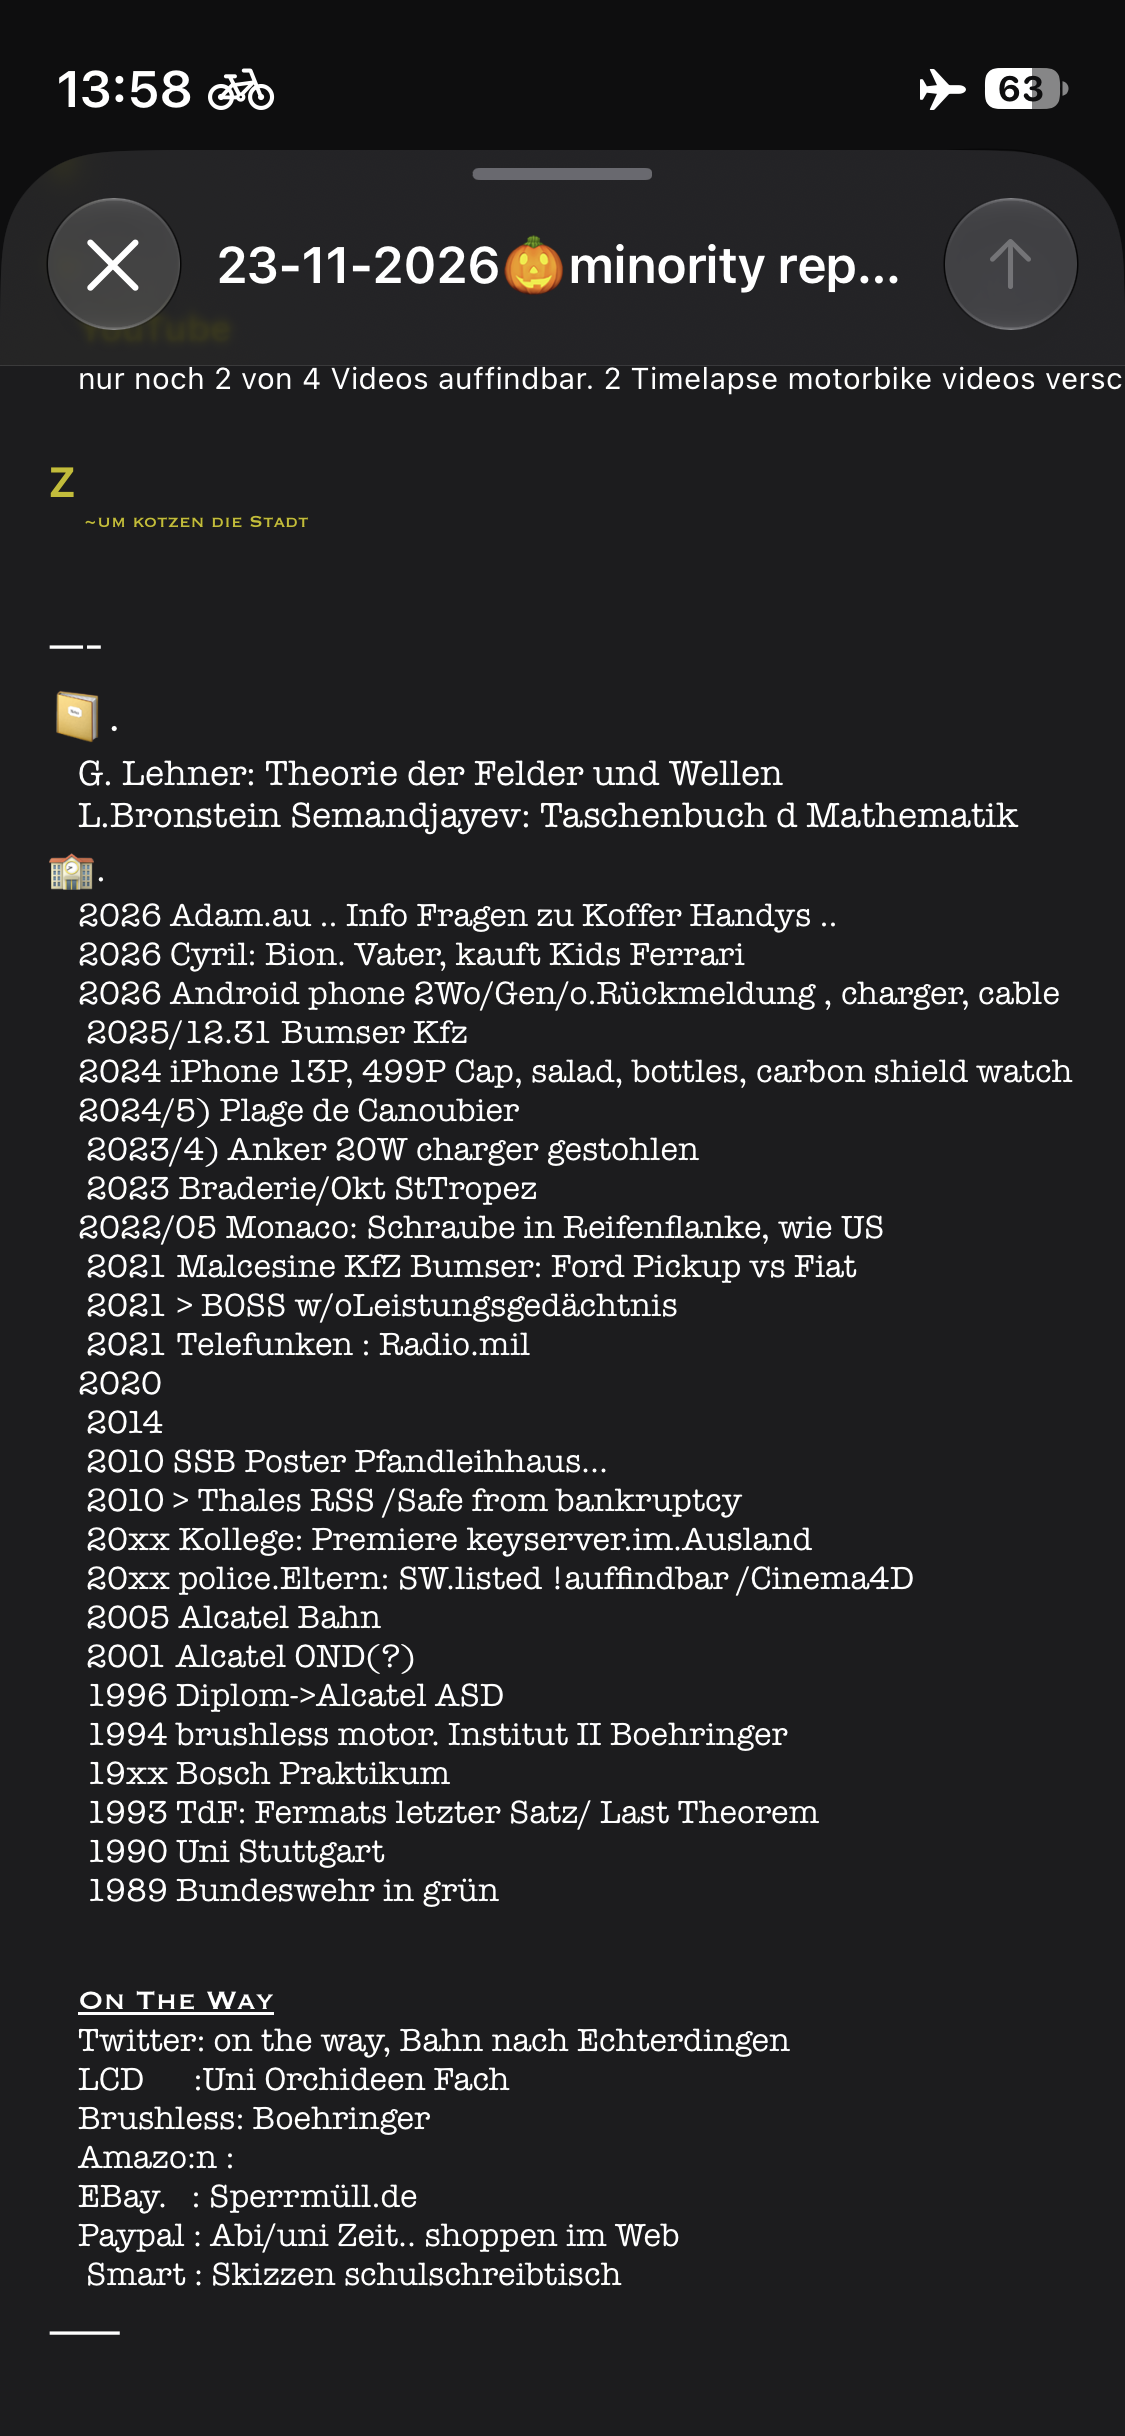 13:58
63
23-11-2026🎃minority rep...
YouTube
nur noch 2 von 4 Videos auffindbar. 2 Timelapse motorbike videos versc
Z
~um kotzen die Stadt
—-
.
G. Lehner: Theorie der Felder und Wellen
L.Bronstein Semandjayev: Taschenbuch d Mathematik
.
2026 Adam.au .. Info Fragen zu Koffer Handys ..
2026 Cyril: Bion. Vater, kauft Kids Ferrari
2026 Android phone 2Wo/Gen/o.Rückmeldung , charger, cable
2025/12.31 Bumser Kfz
2024 iPhone 13P, 499P Cap, salad, bottles, carbon shield watch
2024/5) Plage de Canoubier
2023/4) Anker 20W charger gestohlen
2023 Braderie/Okt StTropez
2022/05 Monaco: Schraube in Reifenflanke, wie US
2021 Malcesine KfZ Bumser: Ford Pickup vs Fiat
2021 > BOSS w/oLeistungsgedächtnis
2021 Telefunken : Radio.mil
2020
2014
2010 SSB Poster Pfandleihhaus...
2010 > Thales RSS /Safe from bankruptcy
20xx Kollege: Premiere keyserver.im.Ausland
20xx police.Eltern: SW.listed !auffindbar /Cinema4D
2005 Alcatel Bahn
2001 Alcatel OND(?)
1996 Diplom->Alcatel ASD
1994 brushless motor. Institut II Boehringer
19xx Bosch Praktikum
1993 TdF: Fermats letzter Satz/ Last Theorem
1990 Uni Stuttgart
1989 Bundeswehr in grün
On The Way
Twitter: on the way, Bahn nach Echterdingen
LCD :Uni Orchideen Fach
Brushless: Boehringer
Amazo:n :
EBay. : Sperrmüll.de
Paypal : Abi/uni Zeit.. shoppen im Web
Smart : Skizzen schulschreibtisch
——